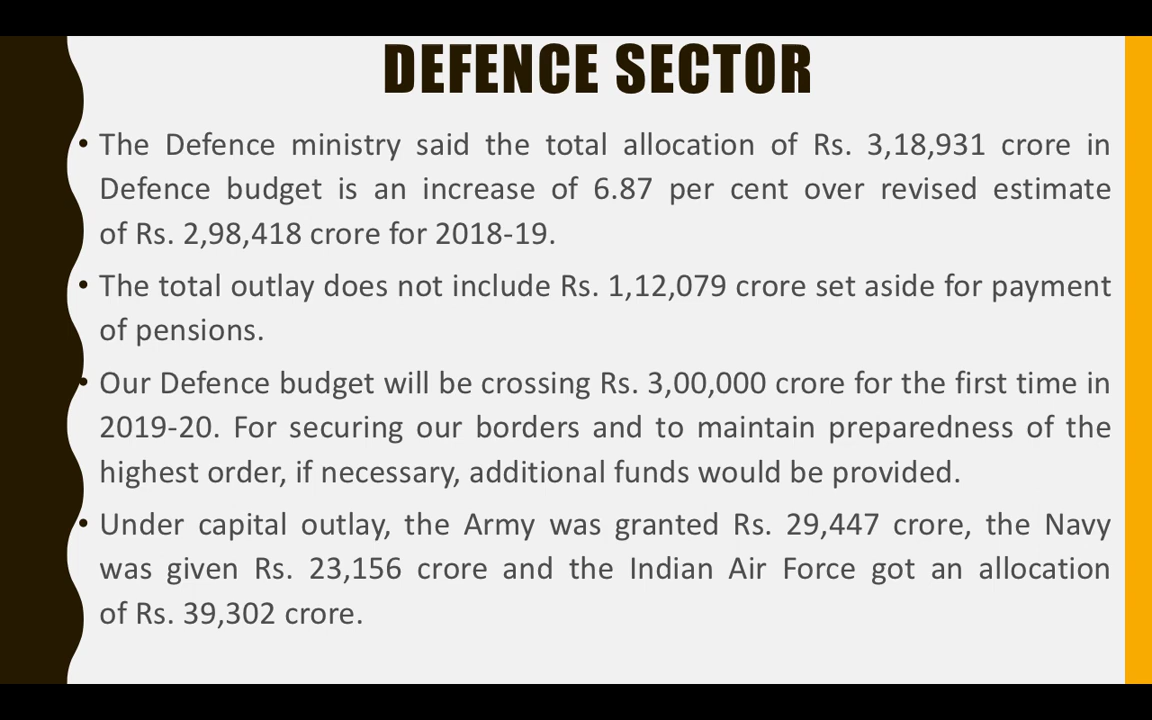 DEFENCE SECTOR
• The Defence ministry said the total allocation of Rs. 3,18,931 crore in
Defence budget is an increase of 6.87 per cent over revised estimate
of Rs. 2,98,418 crore for 2018-19.
• The total outlay does not include Rs. 1,12,079 crore set aside for payment
of pensions.
• Our Defence budget will be crossing Rs. 3,00,000 crore for the first time in
2019-20. For securing our borders and to maintain preparedness of the
highest order, if necessary, additional funds would be provided.
• Under capital outlay, the Army was granted Rs. 29,447 crore, the Navy
was given Rs. 23,156 crore and the Indian Air Force got an allocation
of Rs. 39,302 crore.